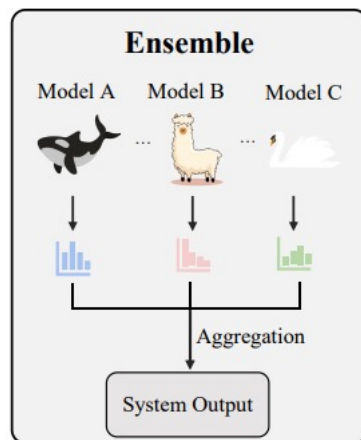 Ensemble
Model A Model B Model C
... ...
Aggregation
System Output